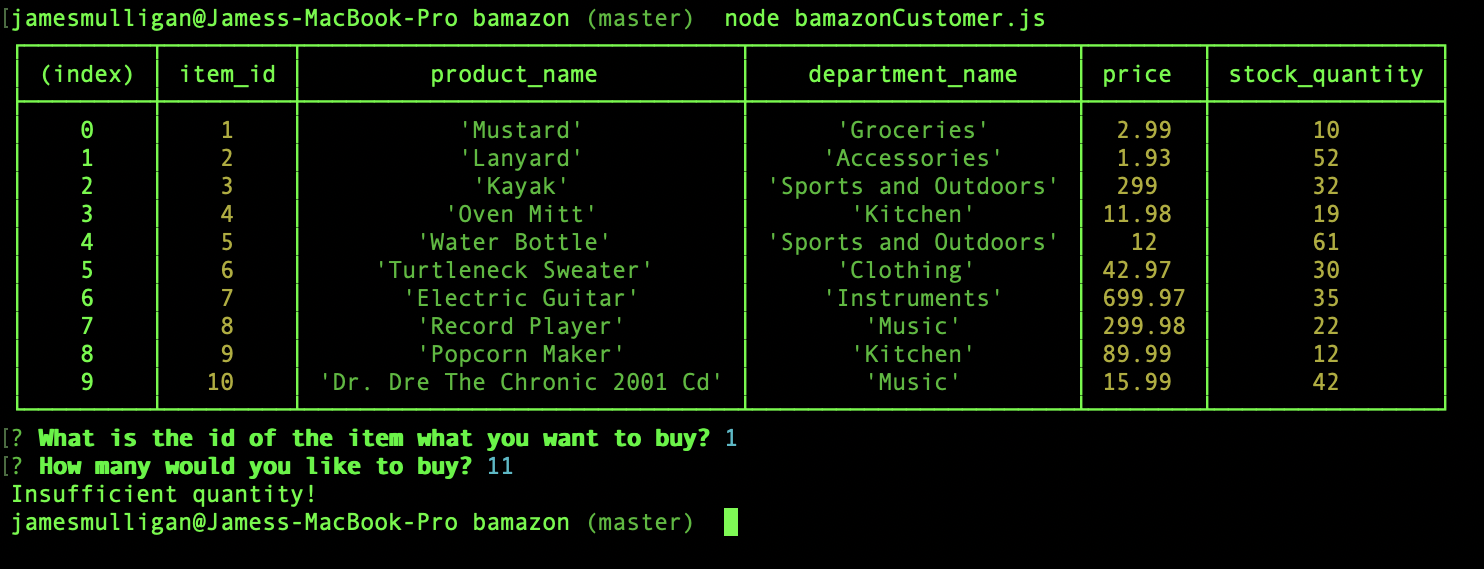 [jamesmulligan@Jamess-MacBook-Pro bamazon (master)  node bamazonCustomer.js
(index) item_id product_name department_name price stock_quantity
0 1 'Mustard' 'Groceries' 2.99 10
1 2 'Lanyard' 'Accessories' 1.93 52
2 3 'Kayak' 'Sports and Outdoors' 299 32
3 4 'Oven Mitt' 'Kitchen' 11.98 19
4 5 'Water Bottle' 'Sports and Outdoors' 12 61
5 6 'Turtleneck Sweater' 'Clothing' 42.97 30
6 7 'Electric Guitar' 'Instruments' 699.97 35
7 8 'Record Player' 'Music' 299.98 22
8 9 'Popcorn Maker' 'Kitchen' 89.99 12
9 10 'Dr. Dre The Chronic 2001 Cd' 'Music' 15.99 42
[? What is the id of the item what you want to buy? 1
[? How many would you like to buy? 11
Insufficient quantity!
jamesmulligan@Jamess-MacBook-Pro bamazon (master)